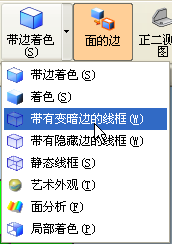 带边着色
(S)
面的边
正二测
图
带边着色(S)
着色(S)
带有变暗边的线框(W)
带有隐藏边的线框(W)
静态线框(S)
艺术外观(T)
面分析(F)
局部着色(P)